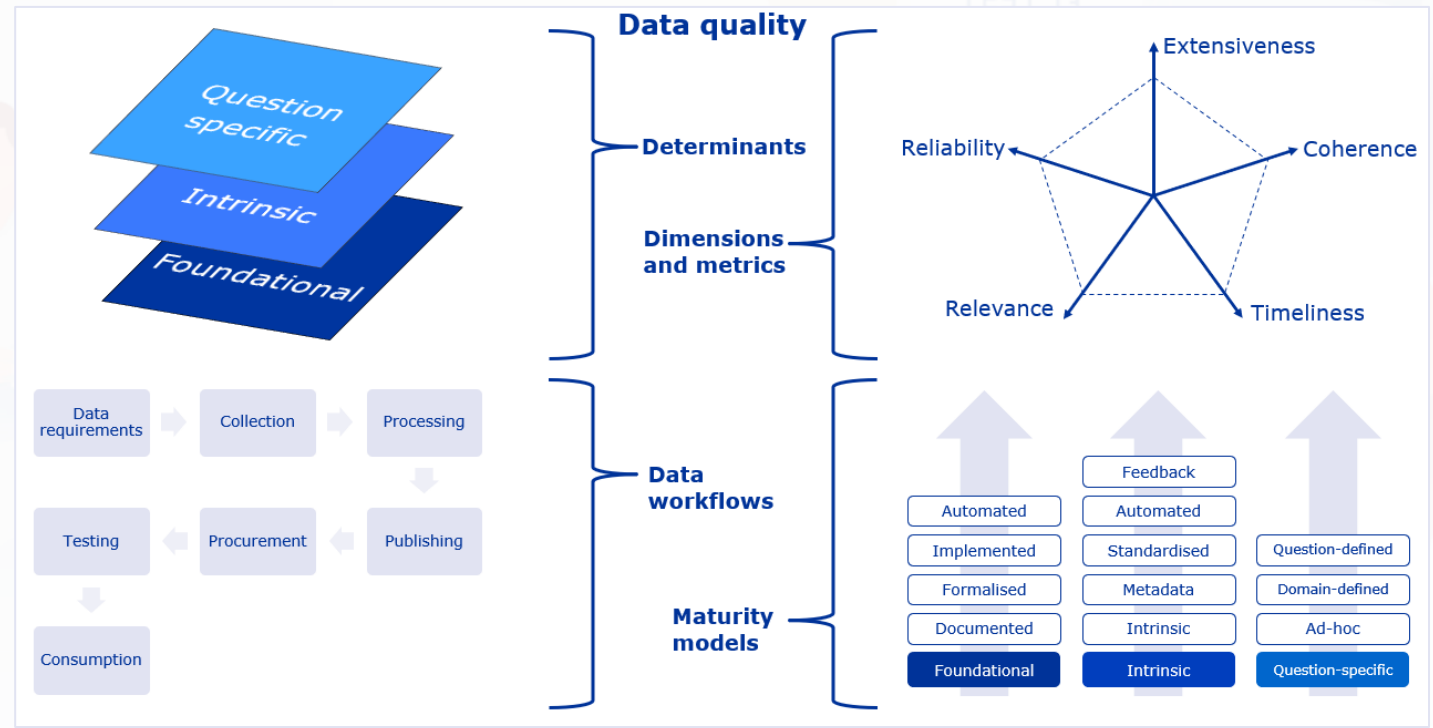 Data quality
Question
specific
Intrinsic
Foundational
Determinants
Dimensions
and metrics
Extensiveness
Reliability
Coherence
Relevance
Timeliness
Data
requirements
Collection
Processing
Testing
Procurement
Publishing
Consumption
Data
workflows
Maturity
models
Automated
Implemented
Formalised
Documented
Foundational
Feedback
Automated
Standardised
Metadata
Intrinsic
Intrinsic
Question-defined
Domain-defined
Ad-hoc
Question-specific